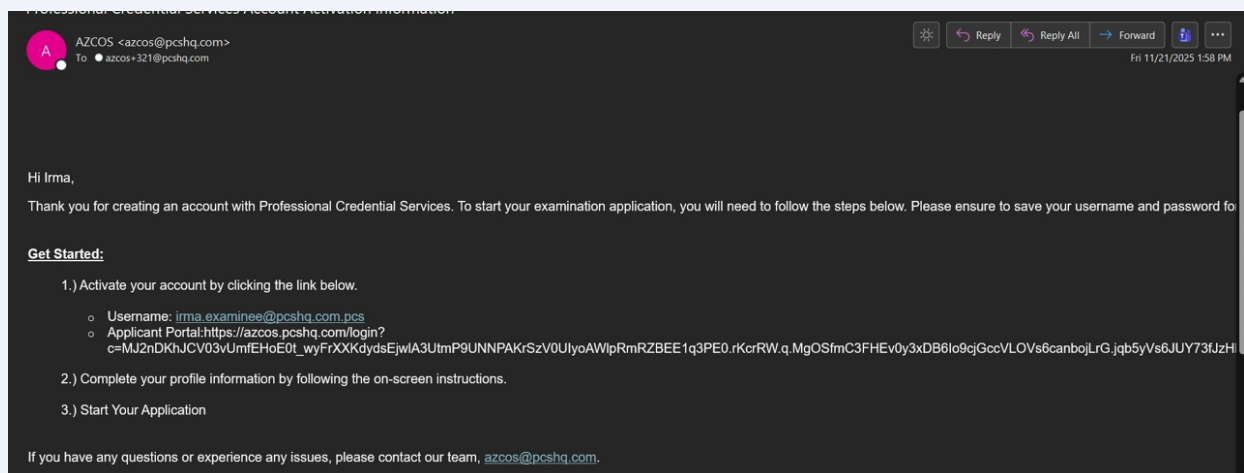 Professional Credential Services Account Activation Information
A
AZCOS <azcos@pcshq.com>
To azcos+321@pcshq.com
Reply
Reply All
Forward
Fri 11/21/2025 1:58 PM
Hi Irma,
Thank you for creating an account with Professional Credential Services. To start your examination application, you will need to follow the steps below. Please ensure to save your username and password fo
Get Started:
1.) Activate your account by clicking the link below.
Username: irma.examinee@pcshq.com.pcs
Applicant Portal:https://azcos.pcshq.com/login?
c=MJ2nDKhJCV03vUmfEHoE0t_wyFrXXKdydsEjwlA3UtmP9UNNPAKrSzV0UIyoAWlpRmRZBEE1q3PE0.rKcrRW.q.MgOSfmC3FHEv0y3xDB6Io9cjGccVLOVs6canbojLrG.jqb5yVs6JUY73fJzHl
2.) Complete your profile information by following the on-screen instructions.
3.) Start Your Application
If you have any questions or experience any issues, please contact our team, azcos@pcshq.com.